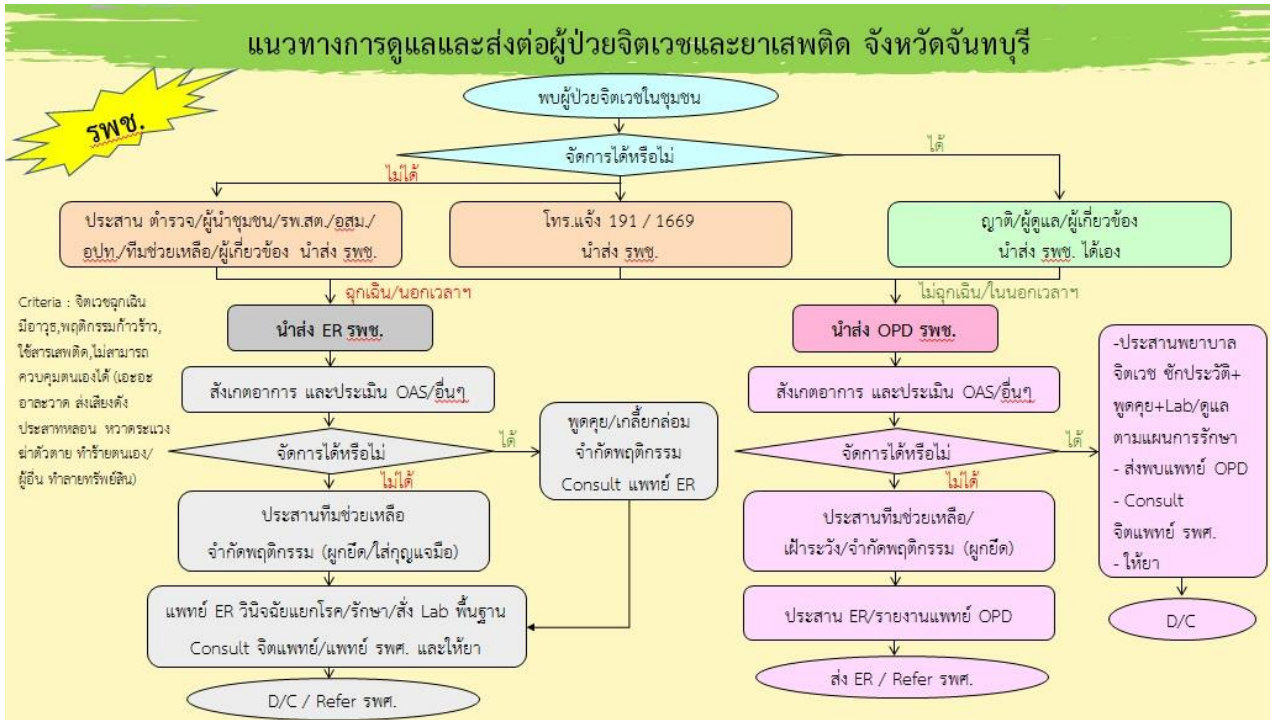 แนวทางการดูแลและส่งต่อผู้ป่วยจิตเวชและยาเสพติด จังหวัดจันทบุรี
รพช.
พบผู้ป่วยจิตเวชในชุมชน
จัดการได้หรือไม่
ไม่ได้
ได้
ประสาน ตำรวจ/ผู้นำชุมชน/รพ.สต./อสม./
อปท./ทีมช่วยเหลือ/ผู้เกี่ยวข้อง นำส่ง รพช.
โทร.แจ้ง 191 / 1669
นำส่ง รพช.
ญาติ/ผู้ดูแล/ผู้เกี่ยวข้อง
นำส่ง รพช. ได้เอง
Criteria : จิตเวชฉุกเฉิน
มีอาวุธ,พฤติกรรมก้าวร้าว,
ใช้สารเสพติด,ไม่สามารถ
ควบคุมตนเองได้ (เอะอะ
อาละวาด ส่งเสียงดัง
ประสาทหลอน หวาดระแวง
ฆ่าตัวตาย ทำร้ายตนเอง/
ผู้อื่น ทำลายทรัพย์สิน)
ฉุกเฉิน/นอกเวลาฯ
นำส่ง ER รพช.
สังเกตอาการ และประเมิน OAS/อื่นๆ
จัดการได้หรือไม่
ได้
ไม่ได้
พูดคุย/เกลี้ยกล่อม
จำกัดพฤติกรรม
Consult แพทย์ ER
ประสานทีมช่วยเหลือ
จำกัดพฤติกรรม (ผูกยึด/ใส่กุญแจมือ)
แพทย์ ER วินิจฉัยแยกโรค/รักษา/สั่ง Lab พื้นฐาน
Consult จิตแพทย์/แพทย์ รพศ. และให้ยา
D/C / Refer รพศ.
ไม่ฉุกเฉิน/ในนอกเวลาฯ
นำส่ง OPD รพช.
สังเกตอาการ และประเมิน OAS/อื่นๆ
จัดการได้หรือไม่
ได้
ไม่ได้
ประสานทีมช่วยเหลือ/
เฝ้าระวัง/จำกัดพฤติกรรม (ผูกยึด)
ประสาน ER/รายงานแพทย์ OPD
ส่ง ER / Refer รพศ.
-ประสานพยาบาล
จิตเวช ซักประวัติ+
พูดคุย+Lab/ดูแล
ตามแผนการรักษา
- ส่งพบแพทย์ OPD
- Consult
จิตแพทย์ รพศ.
- ให้ยา
D/C